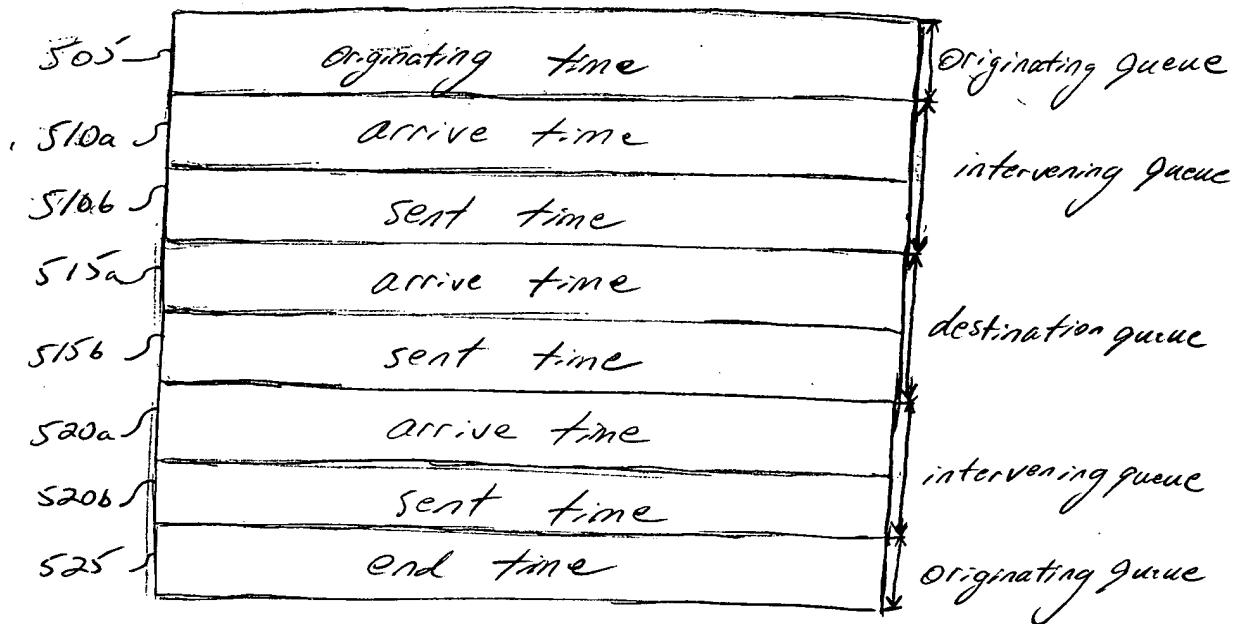 505 originating time originating queue
510a arrive time
intervening queue
510b sent time
515a arrive time
destination queue
515b sent time
520a arrive time
intervening queue
520b sent time
525 end time originating queue